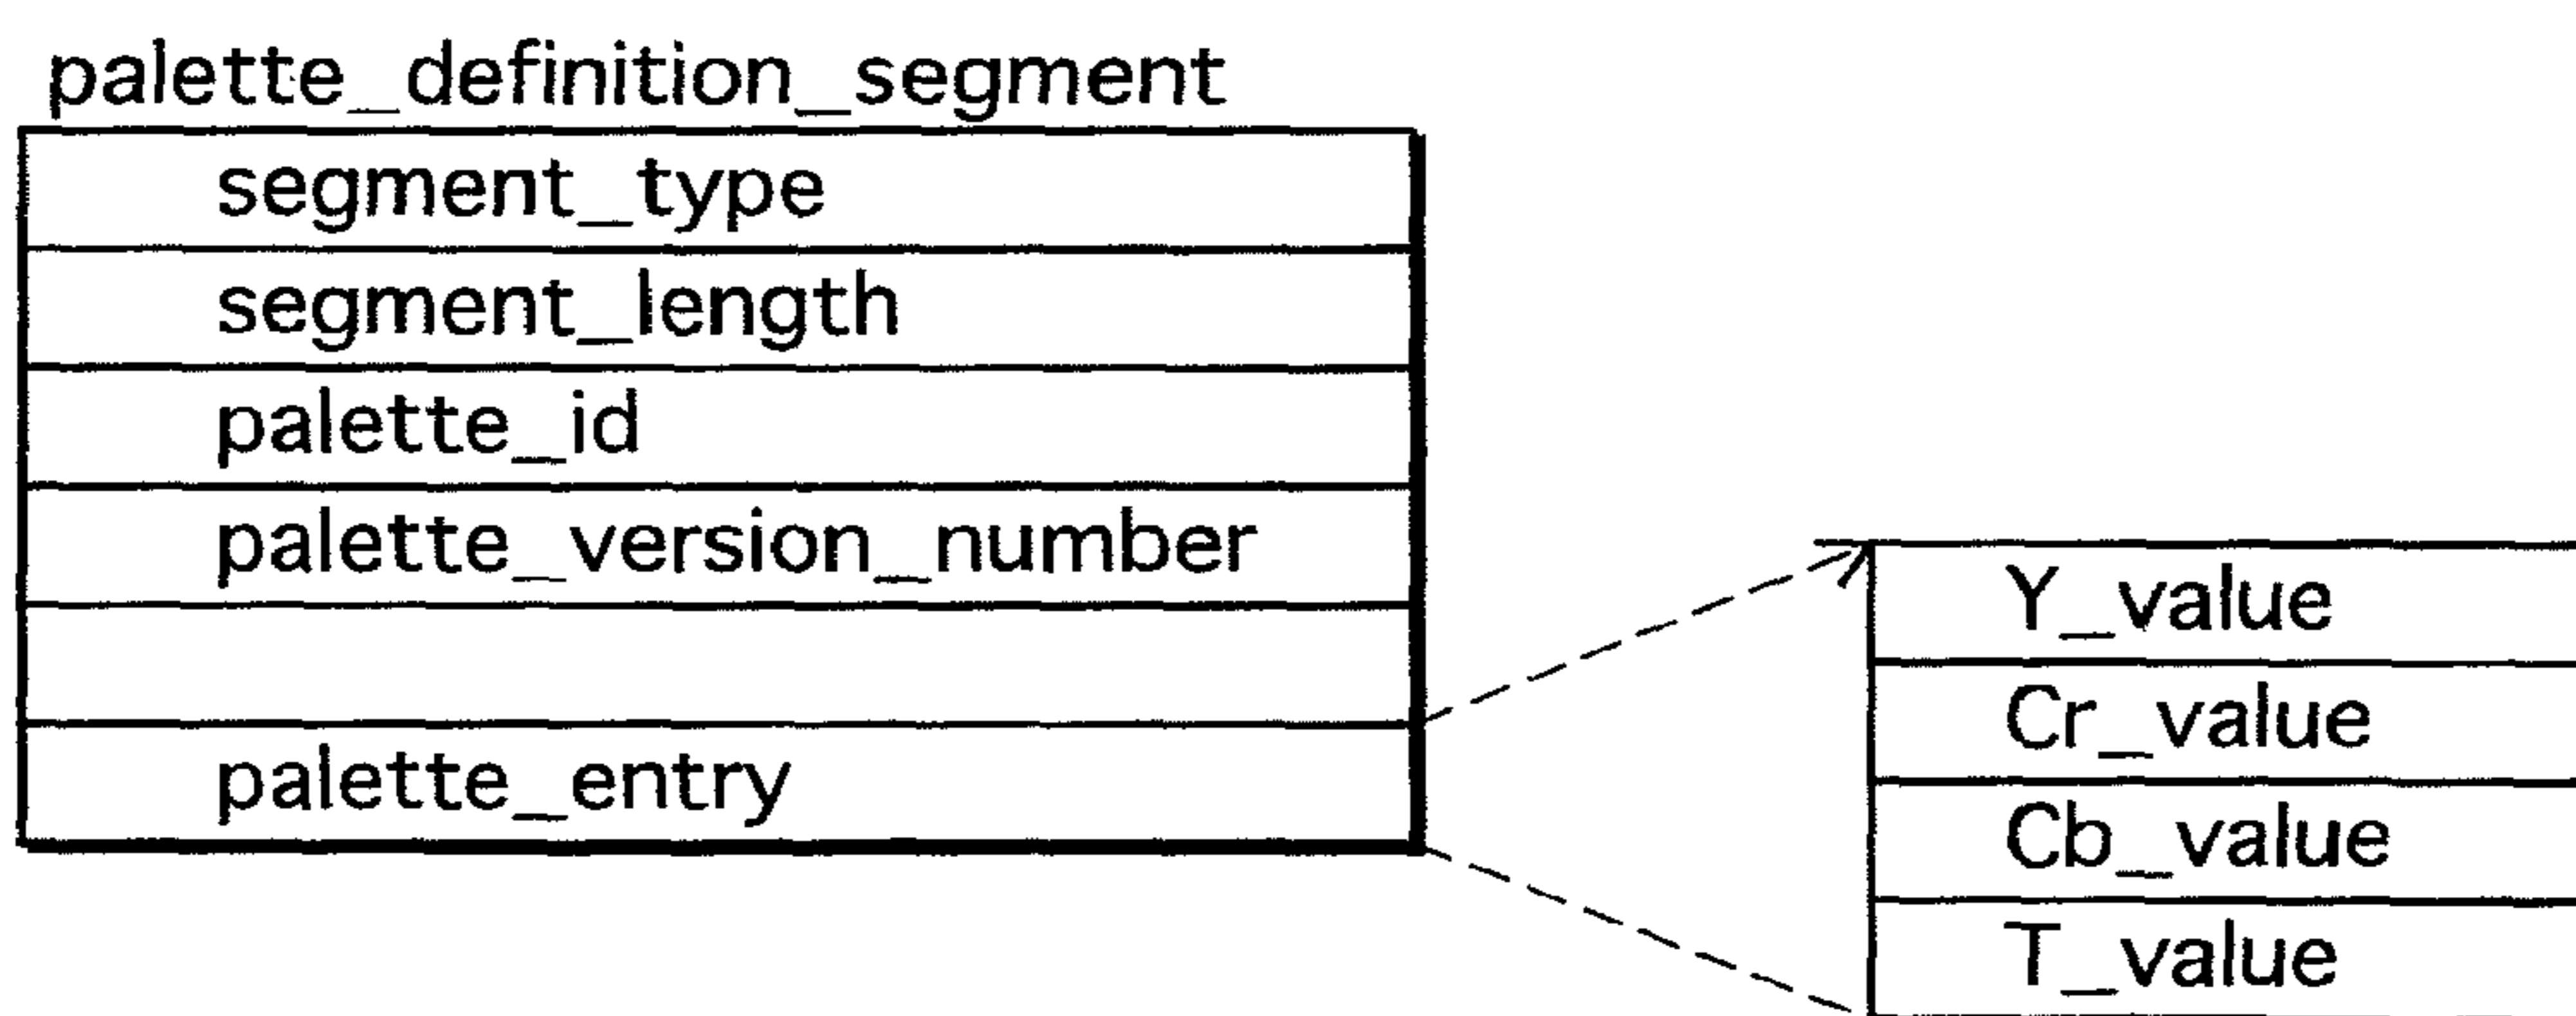 palette_definition_segment
segment_type
segment_length
palette_id
palette_version_number
palette_entry
Y_value
Cr_value
Cb_value
T_value